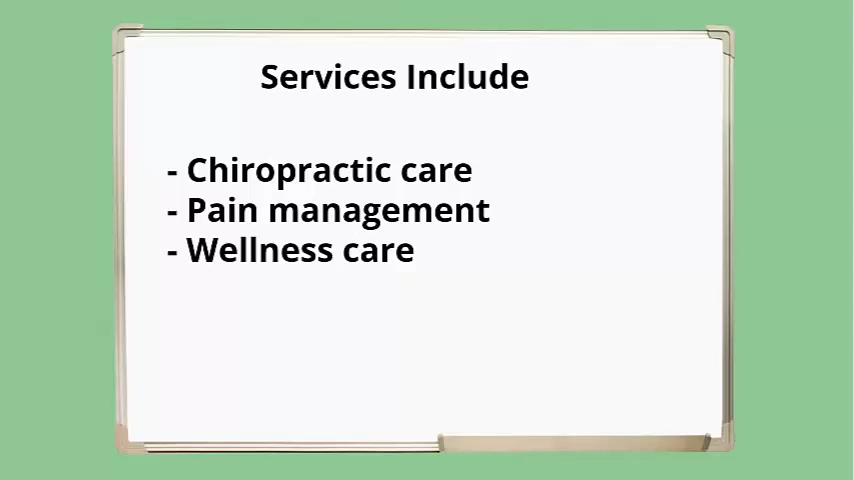 Services Include
- Chiropractic care
- Pain management
- Wellness care